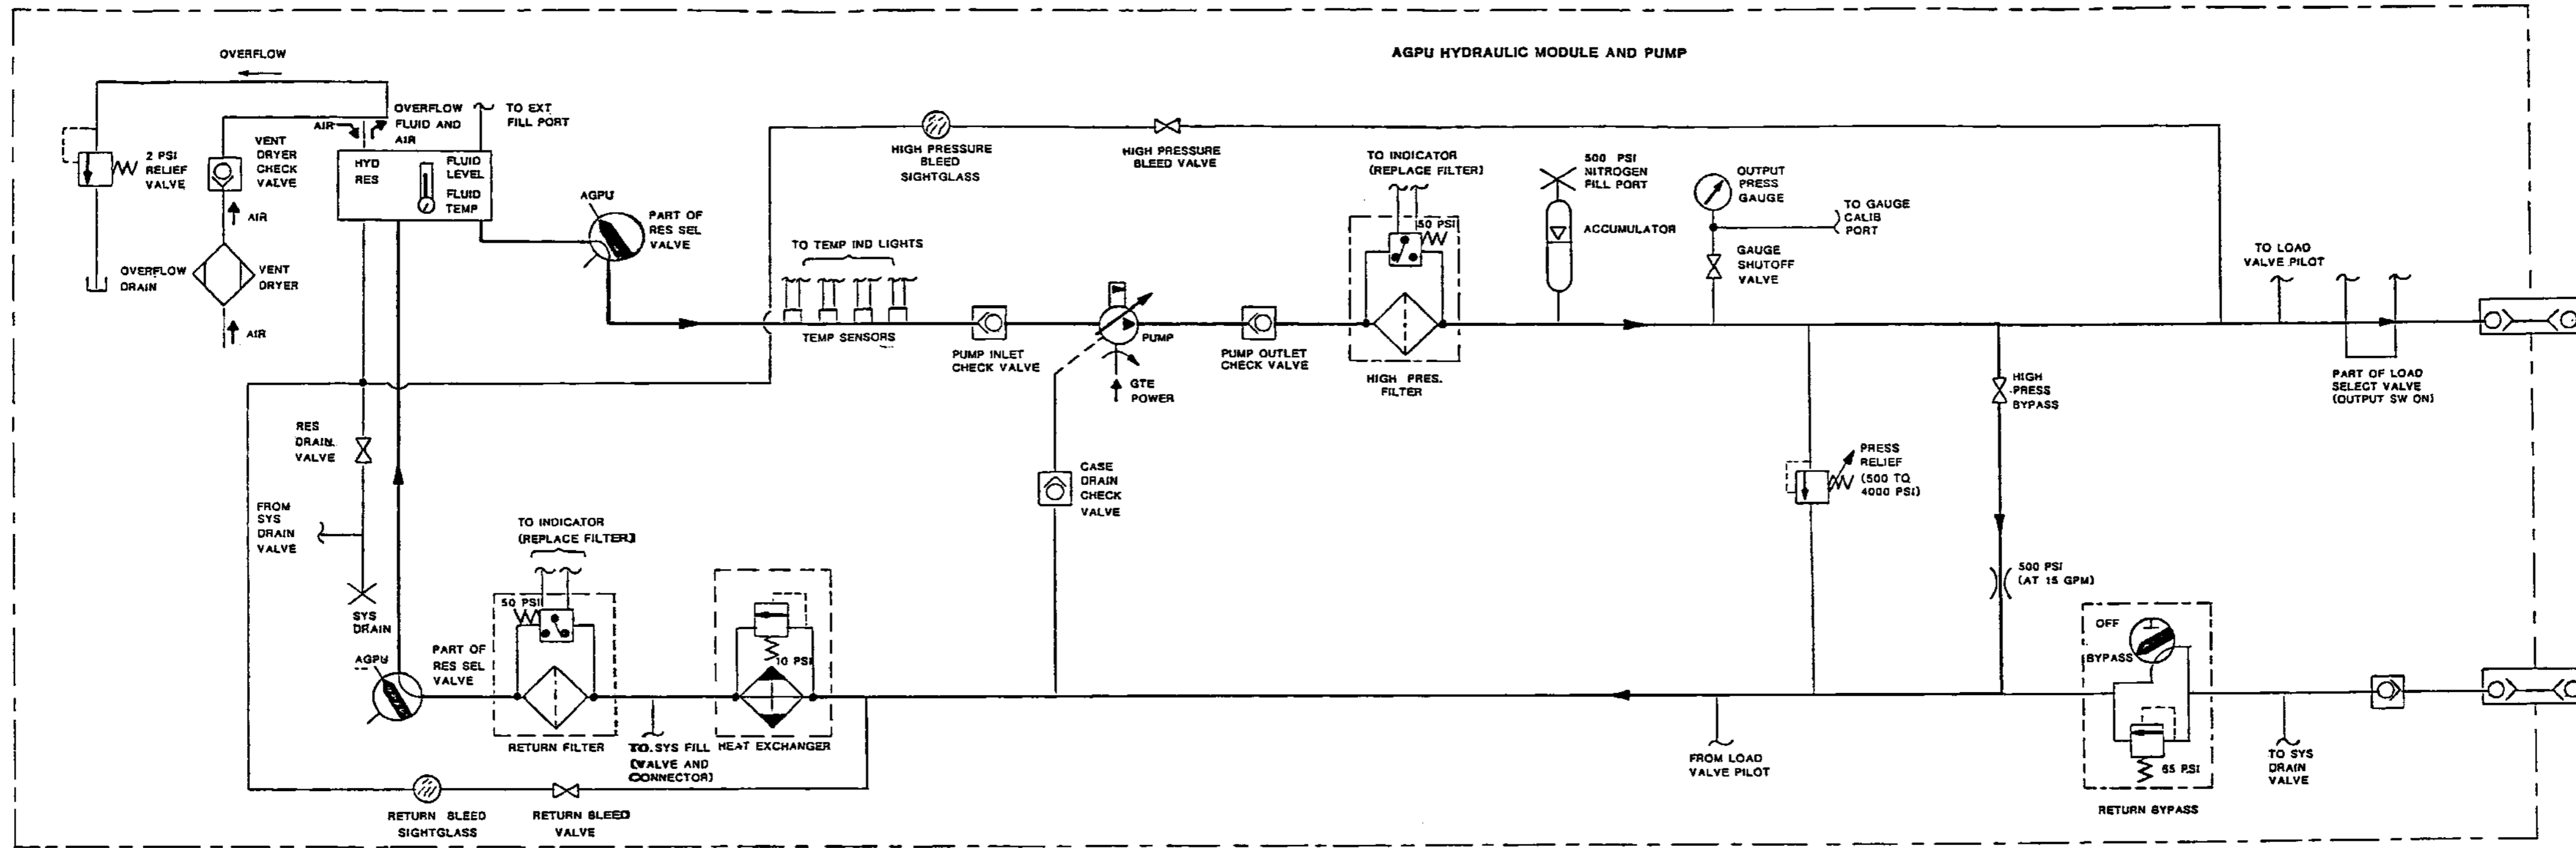 AGPU HYDRAULIC MODULE AND PUMP
OVERFLOW
OVERFLOW
FLUID AND
AIR
AIR
TO EXT
FILL PORT
2 PSI
RELIEF
VALVE
VENT
DRYER
CHECK
VALVE
HYD
RES
FLUID
LEVEL
FLUID
TEMP
AIR
OVERFLOW
DRAIN
VENT
DRYER
AIR
AGPU
PART OF
RES SEL
VALVE
TO TEMP IND LIGHTS
TEMP SENSORS
HIGH PRESSURE
BLEED
SIGHTGLASS
HIGH PRESSURE
BLEED VALVE
PUMP INLET
CHECK VALVE
PUMP
GTE
POWER
PUMP OUTLET
CHECK VALVE
TO INDICATOR
(REPLACE FILTER)
50 PSI
HIGH PRES.
FILTER
500 PSI
NITROGEN
FILL PORT
ACCUMULATOR
OUTPUT
PRESS
GAUGE
TO GAUGE
CALIB
PORT
GAUGE
SHUTOFF
VALVE
TO LOAD
VALVE PILOT
PART OF LOAD
SELECT VALVE
(OUTPUT SW ON)
HIGH
PRESS
BYPASS
PRESS
RELIEF
(500 TO
4000 PSI)
500 PSI
(AT 15 GPM)
CASE
DRAIN
CHECK
VALVE
RES
DRAIN
VALVE
FROM
SYS
DRAIN
VALVE
SYS
DRAIN
AGPU
PART OF
RES SEL
VALVE
TO INDICATOR
(REPLACE FILTER)
50 PSI
RETURN FILTER
TO SYS FILL
(VALVE AND
CONNECTOR)
10 PSI
HEAT EXCHANGER
RETURN BLEED
SIGHTGLASS
RETURN BLEED
VALVE
FROM LOAD
VALVE PILOT
OFF
BYPASS
65 PSI
RETURN BYPASS
TO SYS
DRAIN
VALVE